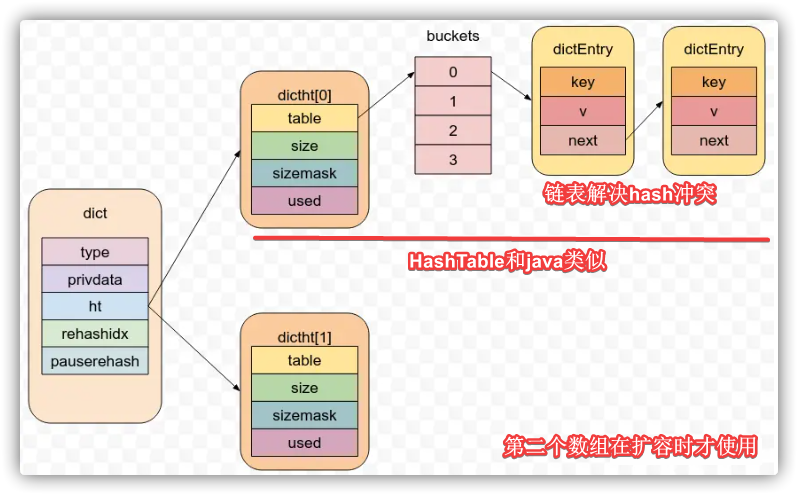 buckets
dictEntry
key
v
next
dictEntry
key
v
next
dictht[0]
table
size
sizemask
used
0
1
2
3
链表解决hash冲突
HashTable和java类似
dict
type
privdata
ht
rehashidx
pauserehash
dictht[1]
table
size
sizemask
used
第二个数组在扩容时才使用